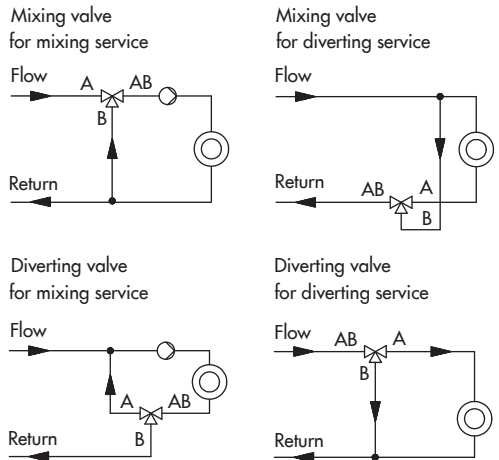 Mixing valve
for mixing service
Flow
A
AB
B
Return
Mixing valve
for diverting service
Flow
Return
AB
A
B
Diverting valve
for mixing service
Flow
A
AB
B
Return
Diverting valve
for diverting service
Flow
AB
A
B
Return